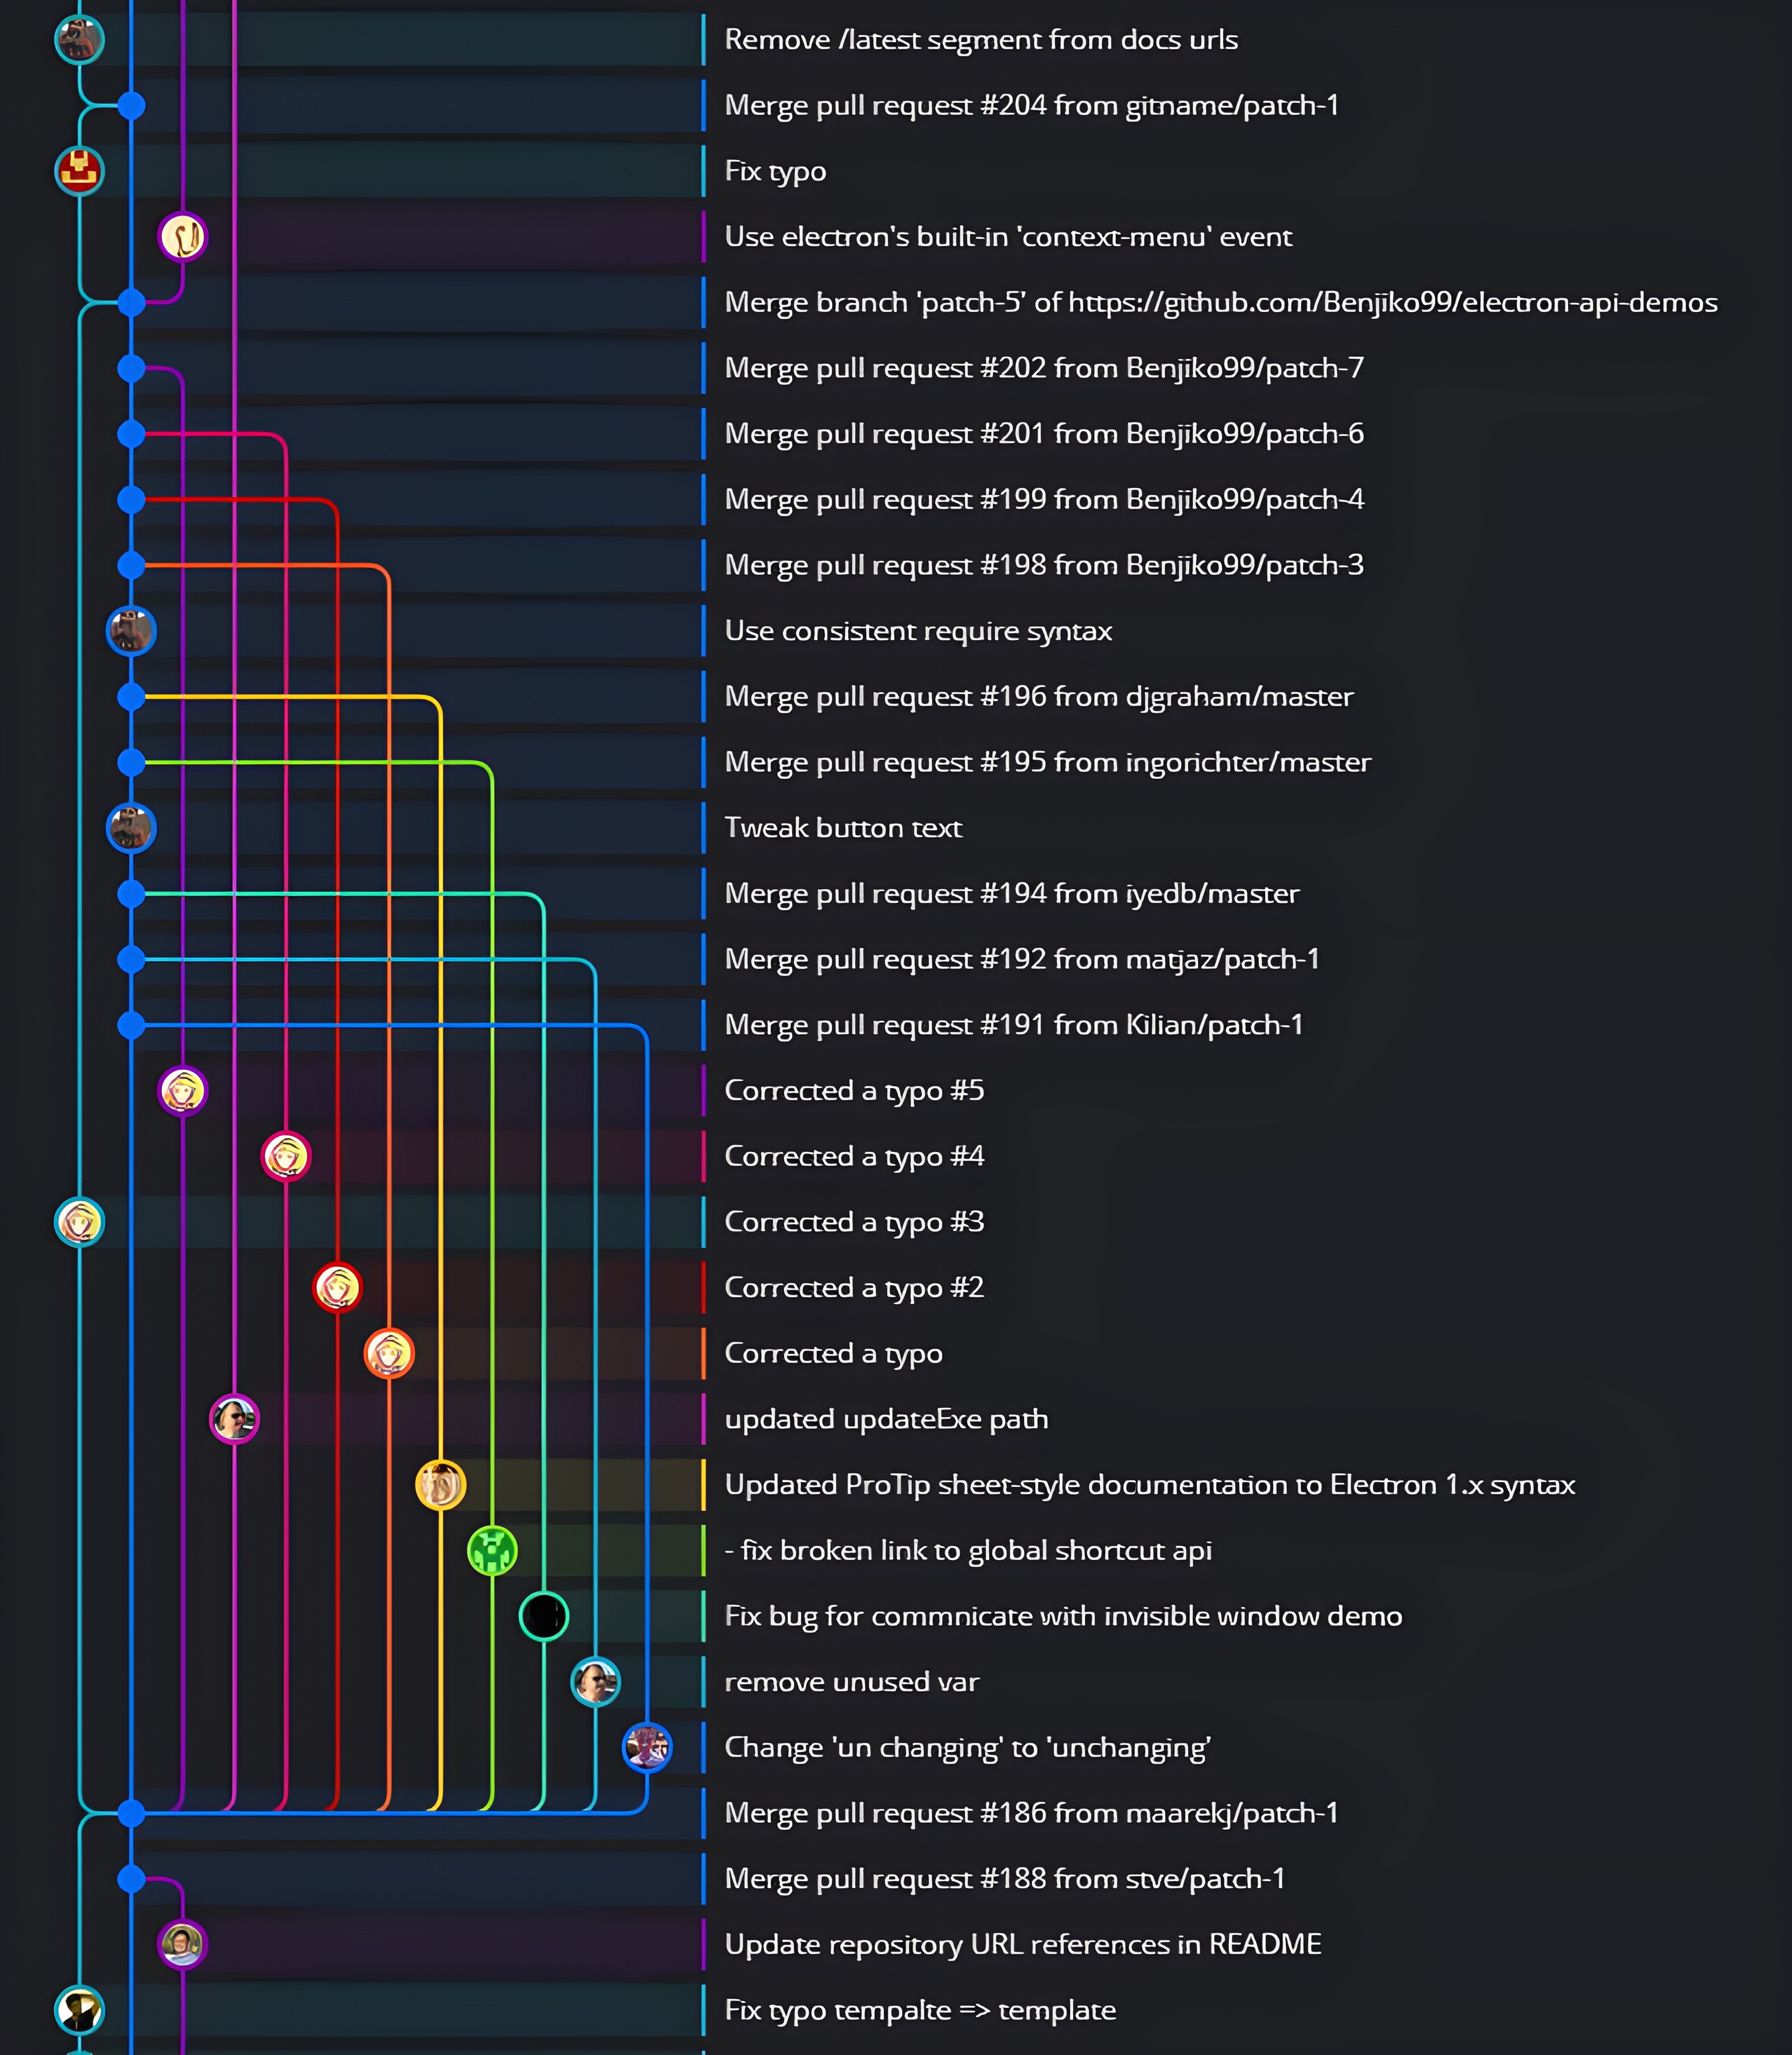 Remove /latest segment from docs urls
Merge pull request #204 from gitname/patch-1
Fix typo
Use electron's built-in 'context-menu' event
Merge branch 'patch-5' of https://github.com/Benjiko99/electron-api-demos
Merge pull request #202 from Benjiko99/patch-7
Merge pull request #201 from Benjiko99/patch-6
Merge pull request #199 from Benjiko99/patch-4
Merge pull request #198 from Benjiko99/patch-3
Use consistent require syntax
Merge pull request #196 from djgraham/master
Merge pull request #195 from ingorichter/master
Tweak button text
Merge pull request #194 from iyedb/master
Merge pull request #192 from matjaz/patch-1
Merge pull request #191 from Kilian/patch-1
Corrected a typo #5
Corrected a typo #4
Corrected a typo #3
Corrected a typo #2
Corrected a typo
updated updateExe path
Updated ProTip sheet-style documentation to Electron 1.x syntax
- fix broken link to global shortcut api
Fix bug for commnicate with invisible window demo
remove unused var
Change 'un changing' to 'unchanging'
Merge pull request #186 from maarekj/patch-1
Merge pull request #188 from stve/patch-1
Update repository URL references in README
Fix typo tempalte => template